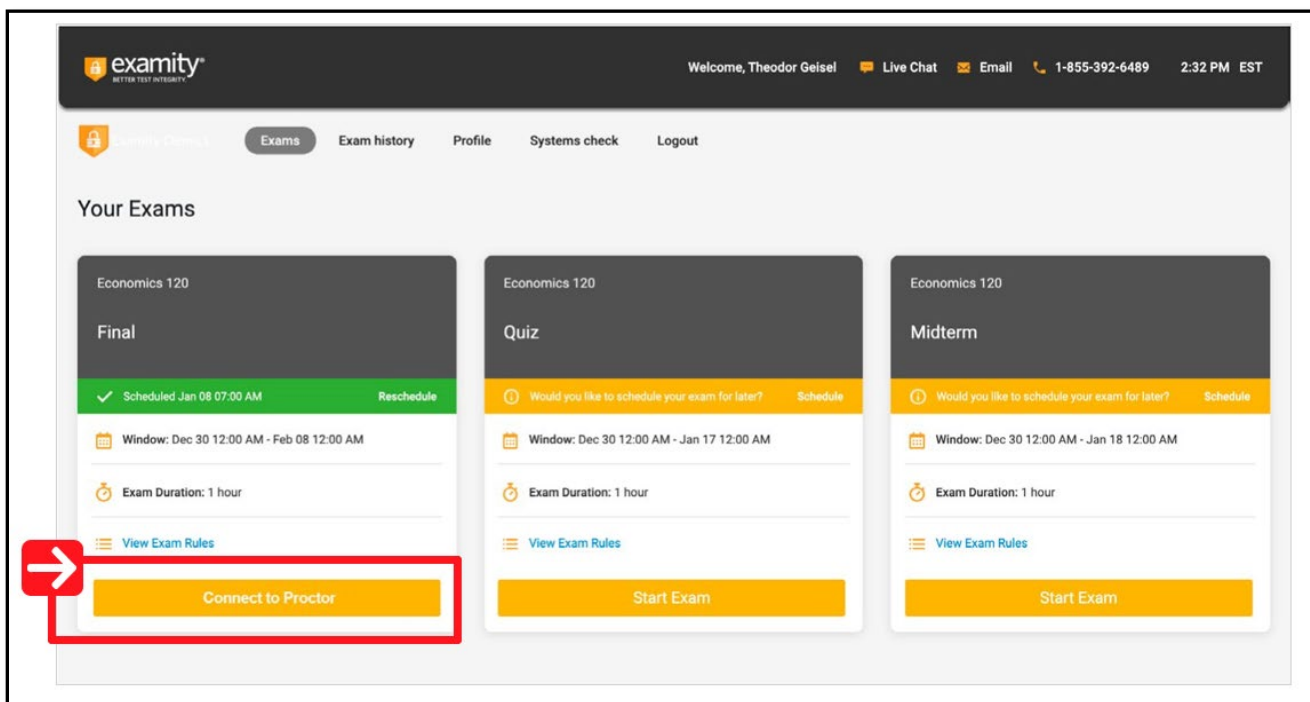 examity®
BETTER TEST INTEGRITY.
Welcome, Theodor Geisel Live Chat Email 1-855-392-6489 2:32 PM EST
Exams Exam history Profile Systems check Logout
Your Exams
Economics 120
Final
Scheduled Jan 08 07:00 AM Reschedule
Window: Dec 30 12:00 AM - Feb 08 12:00 AM
Exam Duration: 1 hour
View Exam Rules
Connect to Proctor
Economics 120
Quiz
Would you like to schedule your exam for later? Schedule
Window: Dec 30 12:00 AM - Jan 17 12:00 AM
Exam Duration: 1 hour
View Exam Rules
Start Exam
Economics 120
Midterm
Would you like to schedule your exam for later? Schedule
Window: Dec 30 12:00 AM - Jan 18 12:00 AM
Exam Duration: 1 hour
View Exam Rules
Start Exam